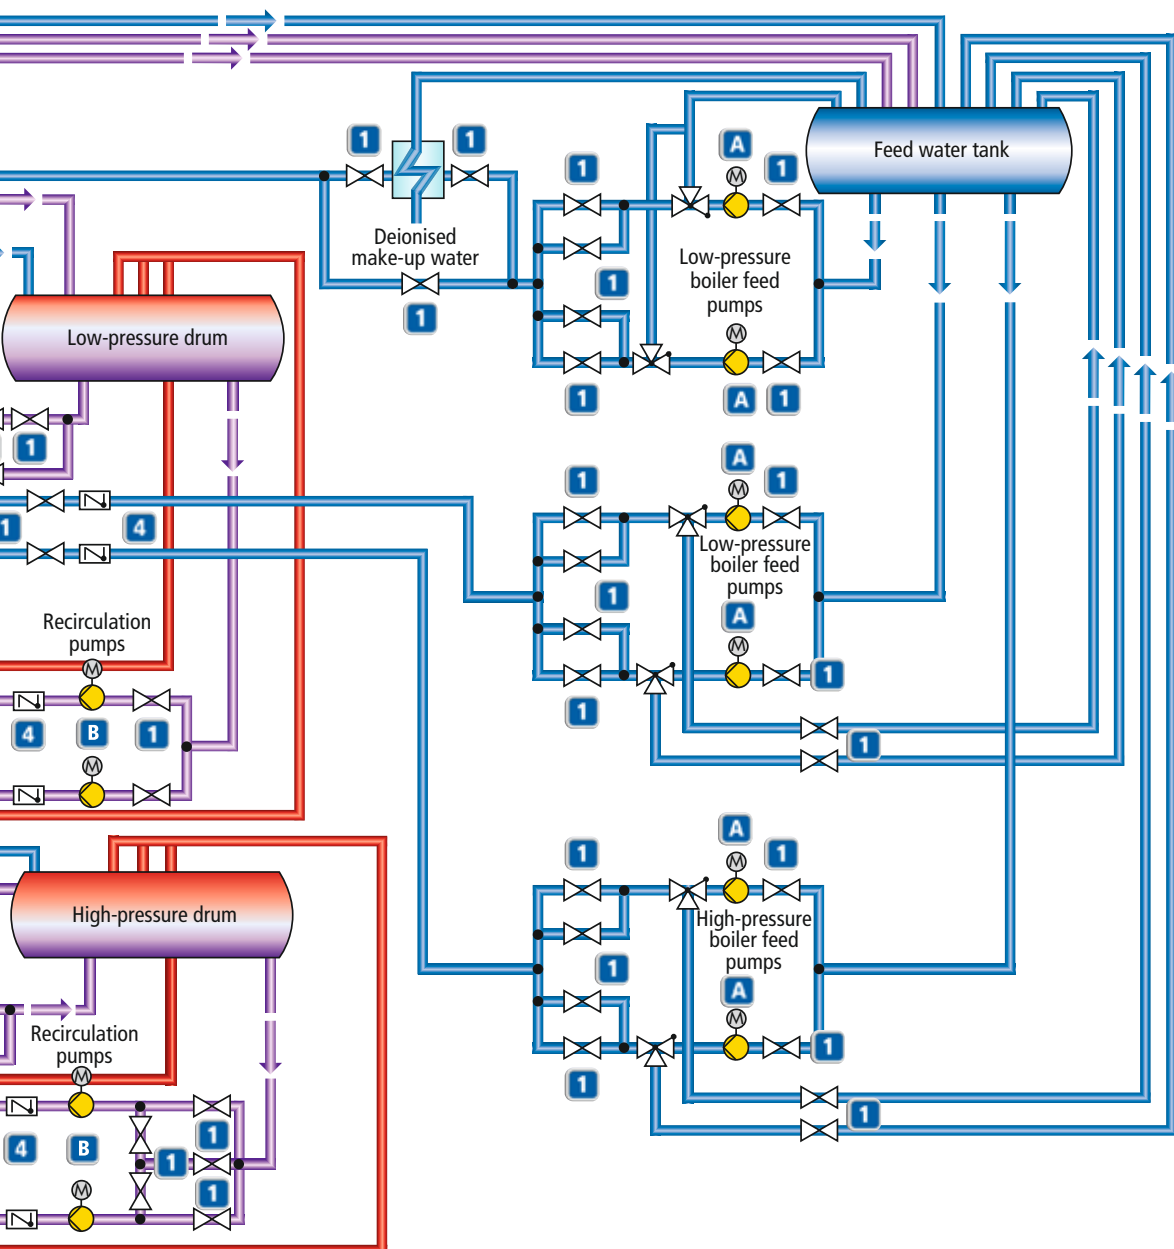 1
1
A
1
1
Feed water tank
M
Deionised
make-up water
Low-pressure
boiler feed
pumps
1
1
M
Low-pressure drum
1
A
1
1
A
1
1
M
1
4
Low-pressure
boiler feed
pumps
1
A
Recirculation
pumps
M
M
1
1
4
B
1
1
M
A
1
1
M
High-pressure drum
High-pressure
boiler feed
pumps
1
A
M
Recirculation
pumps
1
M
1
1
1
4
B
1
M
1